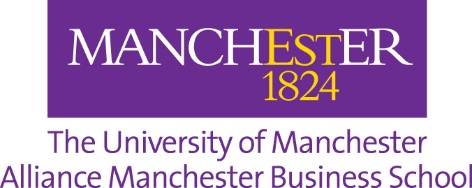 MANCHESTER
1824
The University of Manchester
Alliance Manchester Business School